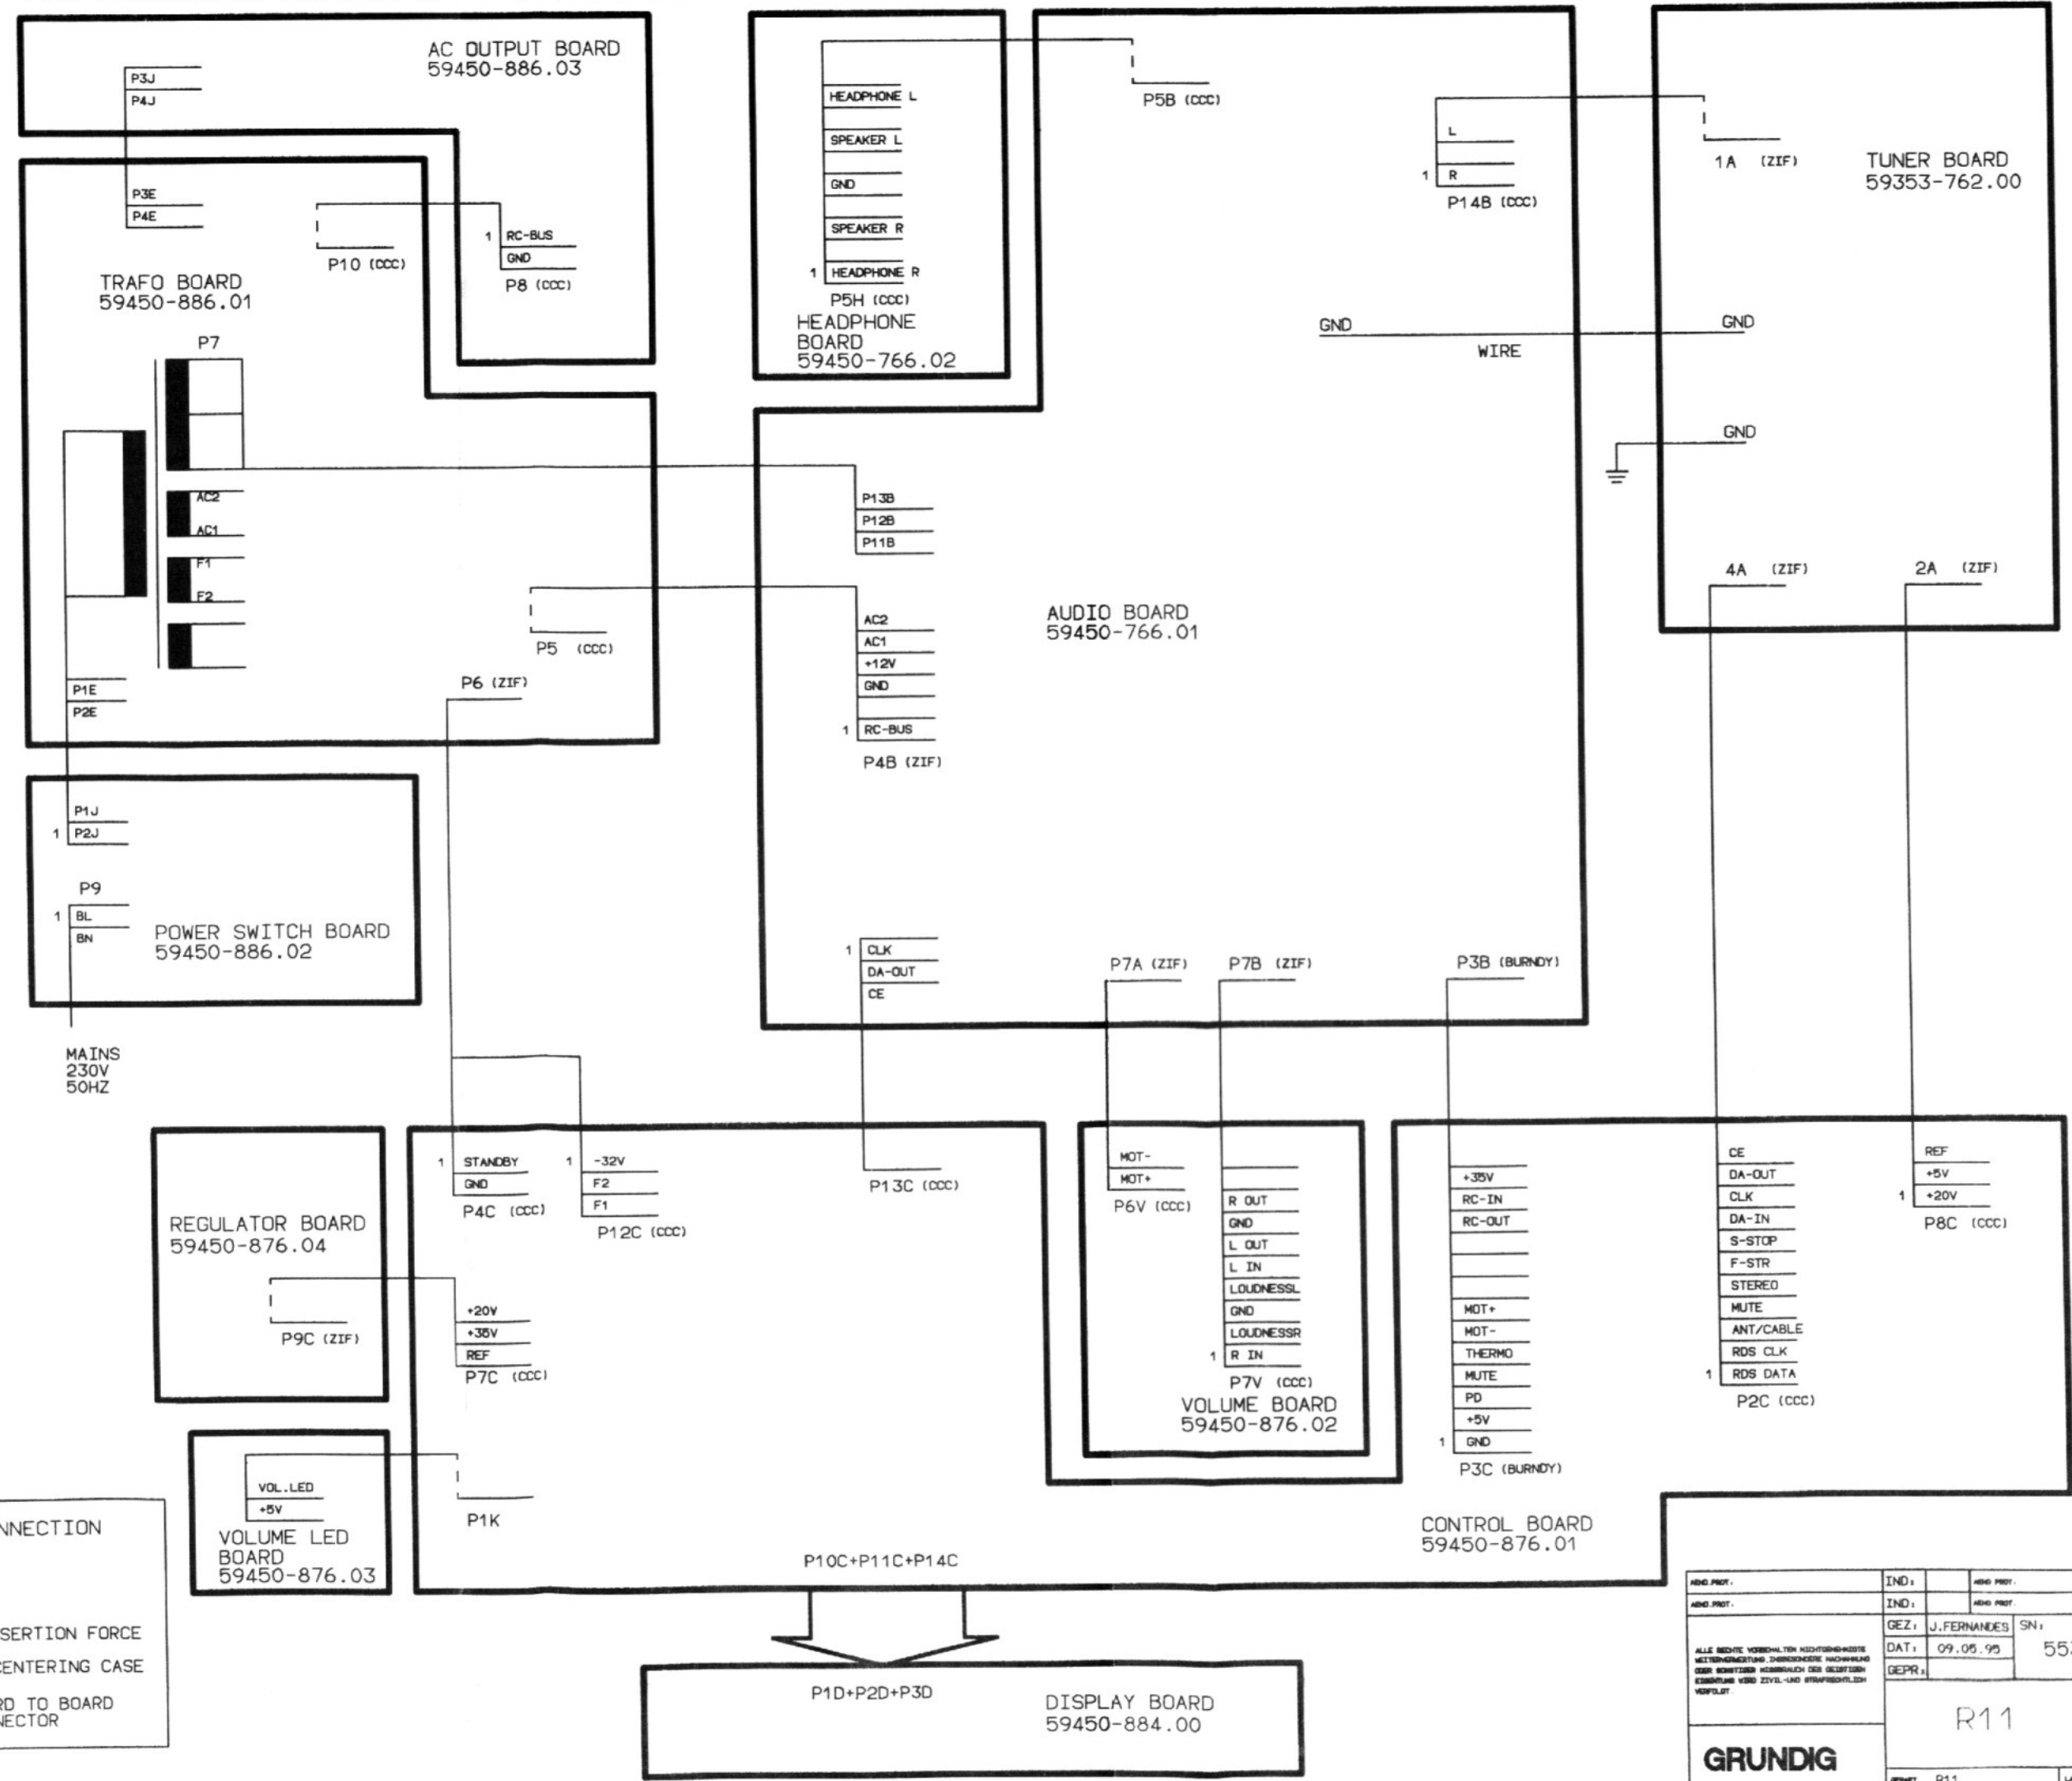 AC OUTPUT BOARD
59450-886.03
P3J
P4J
P3E
P4E
TRAFO BOARD
59450-886.01
P10 (CCC)
1 RC-BUS
GND
P8 (CCC)
P7
AC2
AC1
F1
F2
P5 (CCC)
P6 (ZIF)
P1E
P2E
P1J
1 P2J
P9
1 BL
BN
POWER SWITCH BOARD
59450-886.02
MAINS
230V
50HZ
HEADPHONE L
SPEAKER L
GND
SPEAKER R
1 HEADPHONE R
P5H (CCC)
HEADPHONE
BOARD
59450-766.02
P5B (CCC)
L
1 R
P14B (CCC)
GND
WIRE
P13B
P12B
P11B
AC2
AC1
+12V
GND
1 RC-BUS
P4B (ZIF)
AUDIO BOARD
59450-766.01
1 CLK
DA-OUT
CE
P7A (ZIF)
P7B (ZIF)
P3B (BURNDY)
1A (ZIF)
TUNER BOARD
59353-762.00
GND
GND
4A (ZIF)
2A (ZIF)
REGULATOR BOARD
59450-876.04
P9C (ZIF)
1 STANDBY
GND
P4C (CCC)
1 -32V
F2
F1
P12C (CCC)
+20V
+35V
REF
P7C (CCC)
P13C (CCC)
MOT-
MOT+
P6V (CCC)
R OUT
GND
L OUT
L IN
LOUDNESSL
GND
LOUDNESSR
1 R IN
P7V (CCC)
VOLUME BOARD
59450-876.02
+35V
RC-IN
RC-OUT
MOT+
MOT-
THERMO
MUTE
PD
+5V
1 GND
P3C (BURNDY)
CE
DA-OUT
CLK
DA-IN
S-STOP
F-STR
STEREO
MUTE
ANT/CABLE
RDS CLK
1 RDS DATA
P2C (CCC)
REF
+5V
1 +20V
P8C (CCC)
VOL.LED
+5V
VOLUME LED
BOARD
59450-876.03
P1K
P10C+P11C+P14C
CONTROL BOARD
59450-876.01
P1D+P2D+P3D
DISPLAY BOARD
59450-884.00
NNECTION
SERTION FORCE
CENTERING CASE
RD TO BOARD
NECTOR
AEND.PROT. IND: AEND PROT.
AEND.PROT. IND: AEND PROT.
GEZ: J.FERNANDES SN:
DAT: 09.05.95 55
GEPR:
R11
GRUNDIG
R11